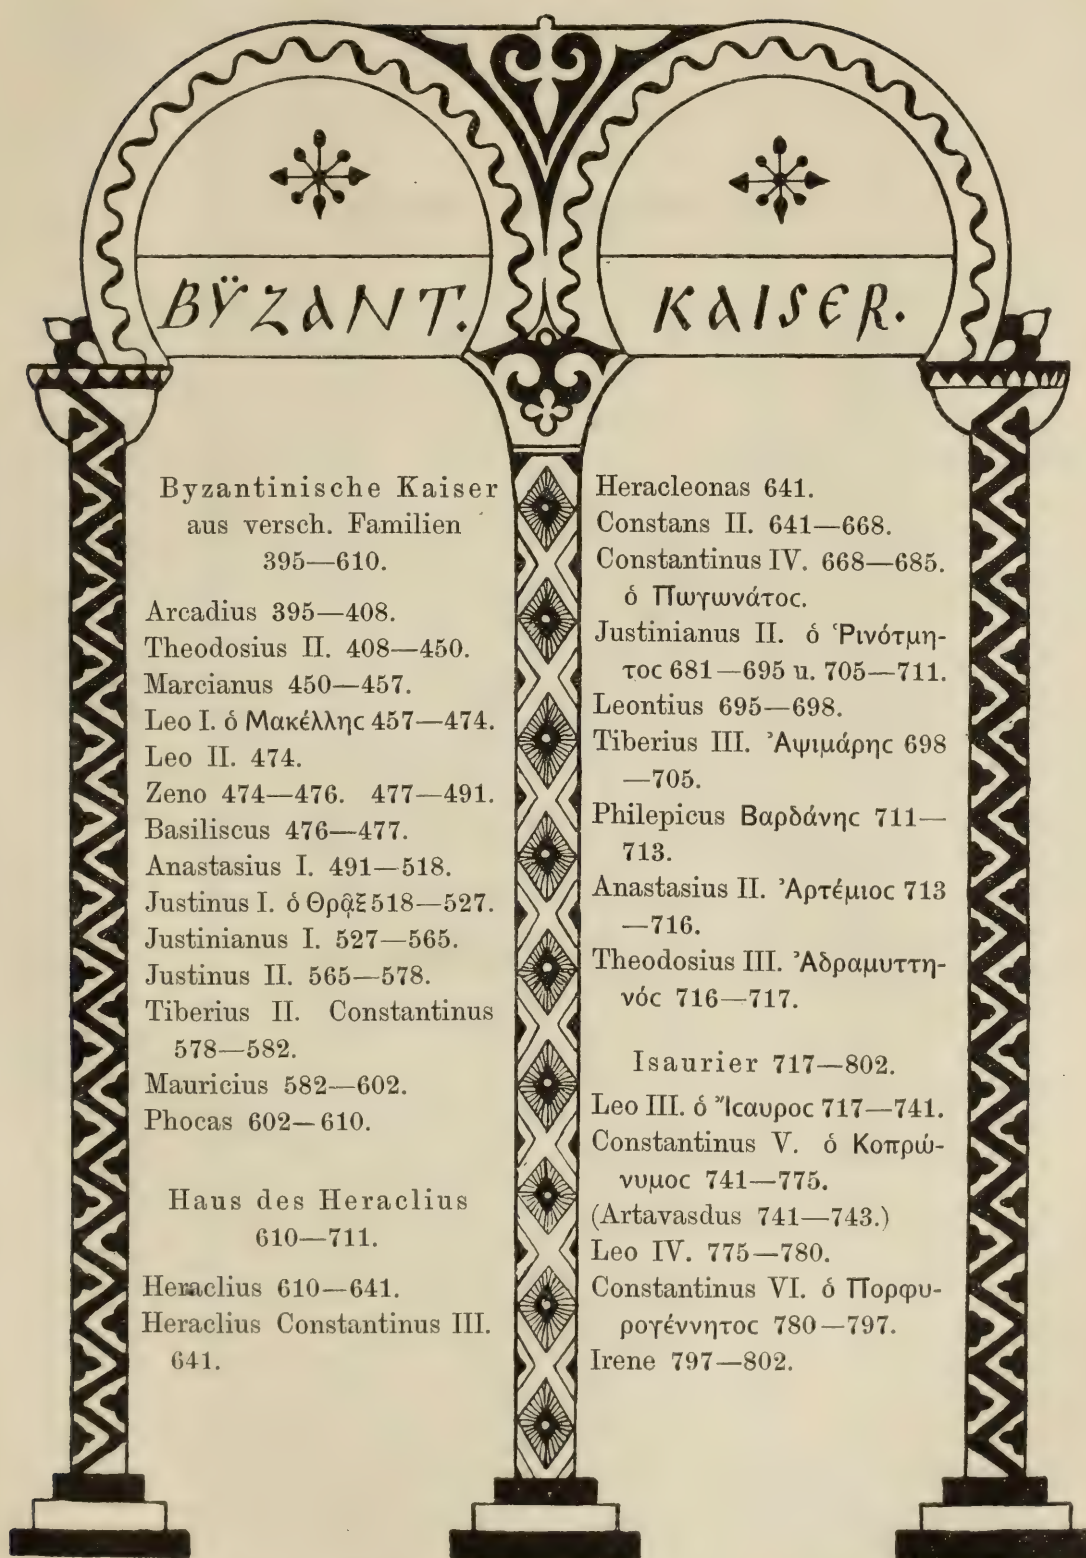 BŸZANT.
KAISER.
Byzantinische Kaiser
aus versch. Familien
395—610.
Arcadius 395—408.
Theodosius II. 408—450.
Marcianus 450—457.
Leo I. ὁ Μακέλληϲ 457—474.
Leo II. 474.
Zeno 474—476. 477—491.
Basiliscus 476—477.
Anastasius I. 491—518.
Justinus I. ὁ Θρᾷξ 518—527.
Justinianus I. 527—565.
Justinus II. 565—578.
Tiberius II. Constantinus
578—582.
Mauricius 582—602.
Phocas 602—610.
Haus des Heraclius
610—711.
Heraclius 610—641.
Heraclius Constantinus III.
641.
Heracleonas 641.
Constans II. 641—668.
Constantinus IV. 668—685.
ὁ Πωγωνάτοϲ.
Justinianus II. ὁ Ῥινότμη-
τοϲ 681—695 u. 705—711.
Leontius 695—698.
Tiberius III. Ἀψιμάρηϲ 698
—705.
Philepicus Βαρδάνηϲ 711—
713.
Anastasius II. Ἀρτέμιοϲ 713
—716.
Theodosius III. Ἀδραμυττη-
νόϲ 716—717.
Isaurier 717—802.
Leo III. ὁ Ἴϲαυροϲ 717—741.
Constantinus V. ὁ Κοπρώ-
νυμοϲ 741—775.
(Artavasdus 741—743.)
Leo IV. 775—780.
Constantinus VI. ὁ Πορφυ-
ρογέννητοϲ 780—797.
Irene 797—802.